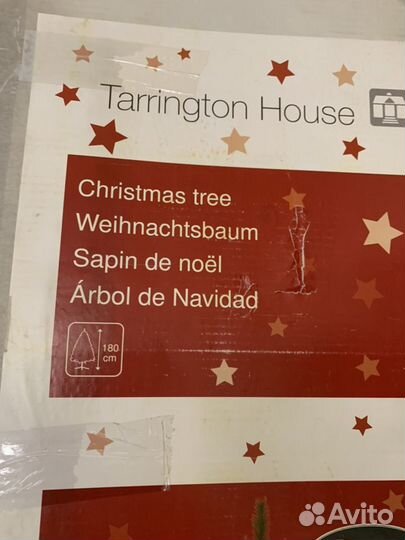 Tarrington House
Christmas tree
Weihnachtsbaum
Sapin de noël
Árbol de Navidad
180
cm
Avito